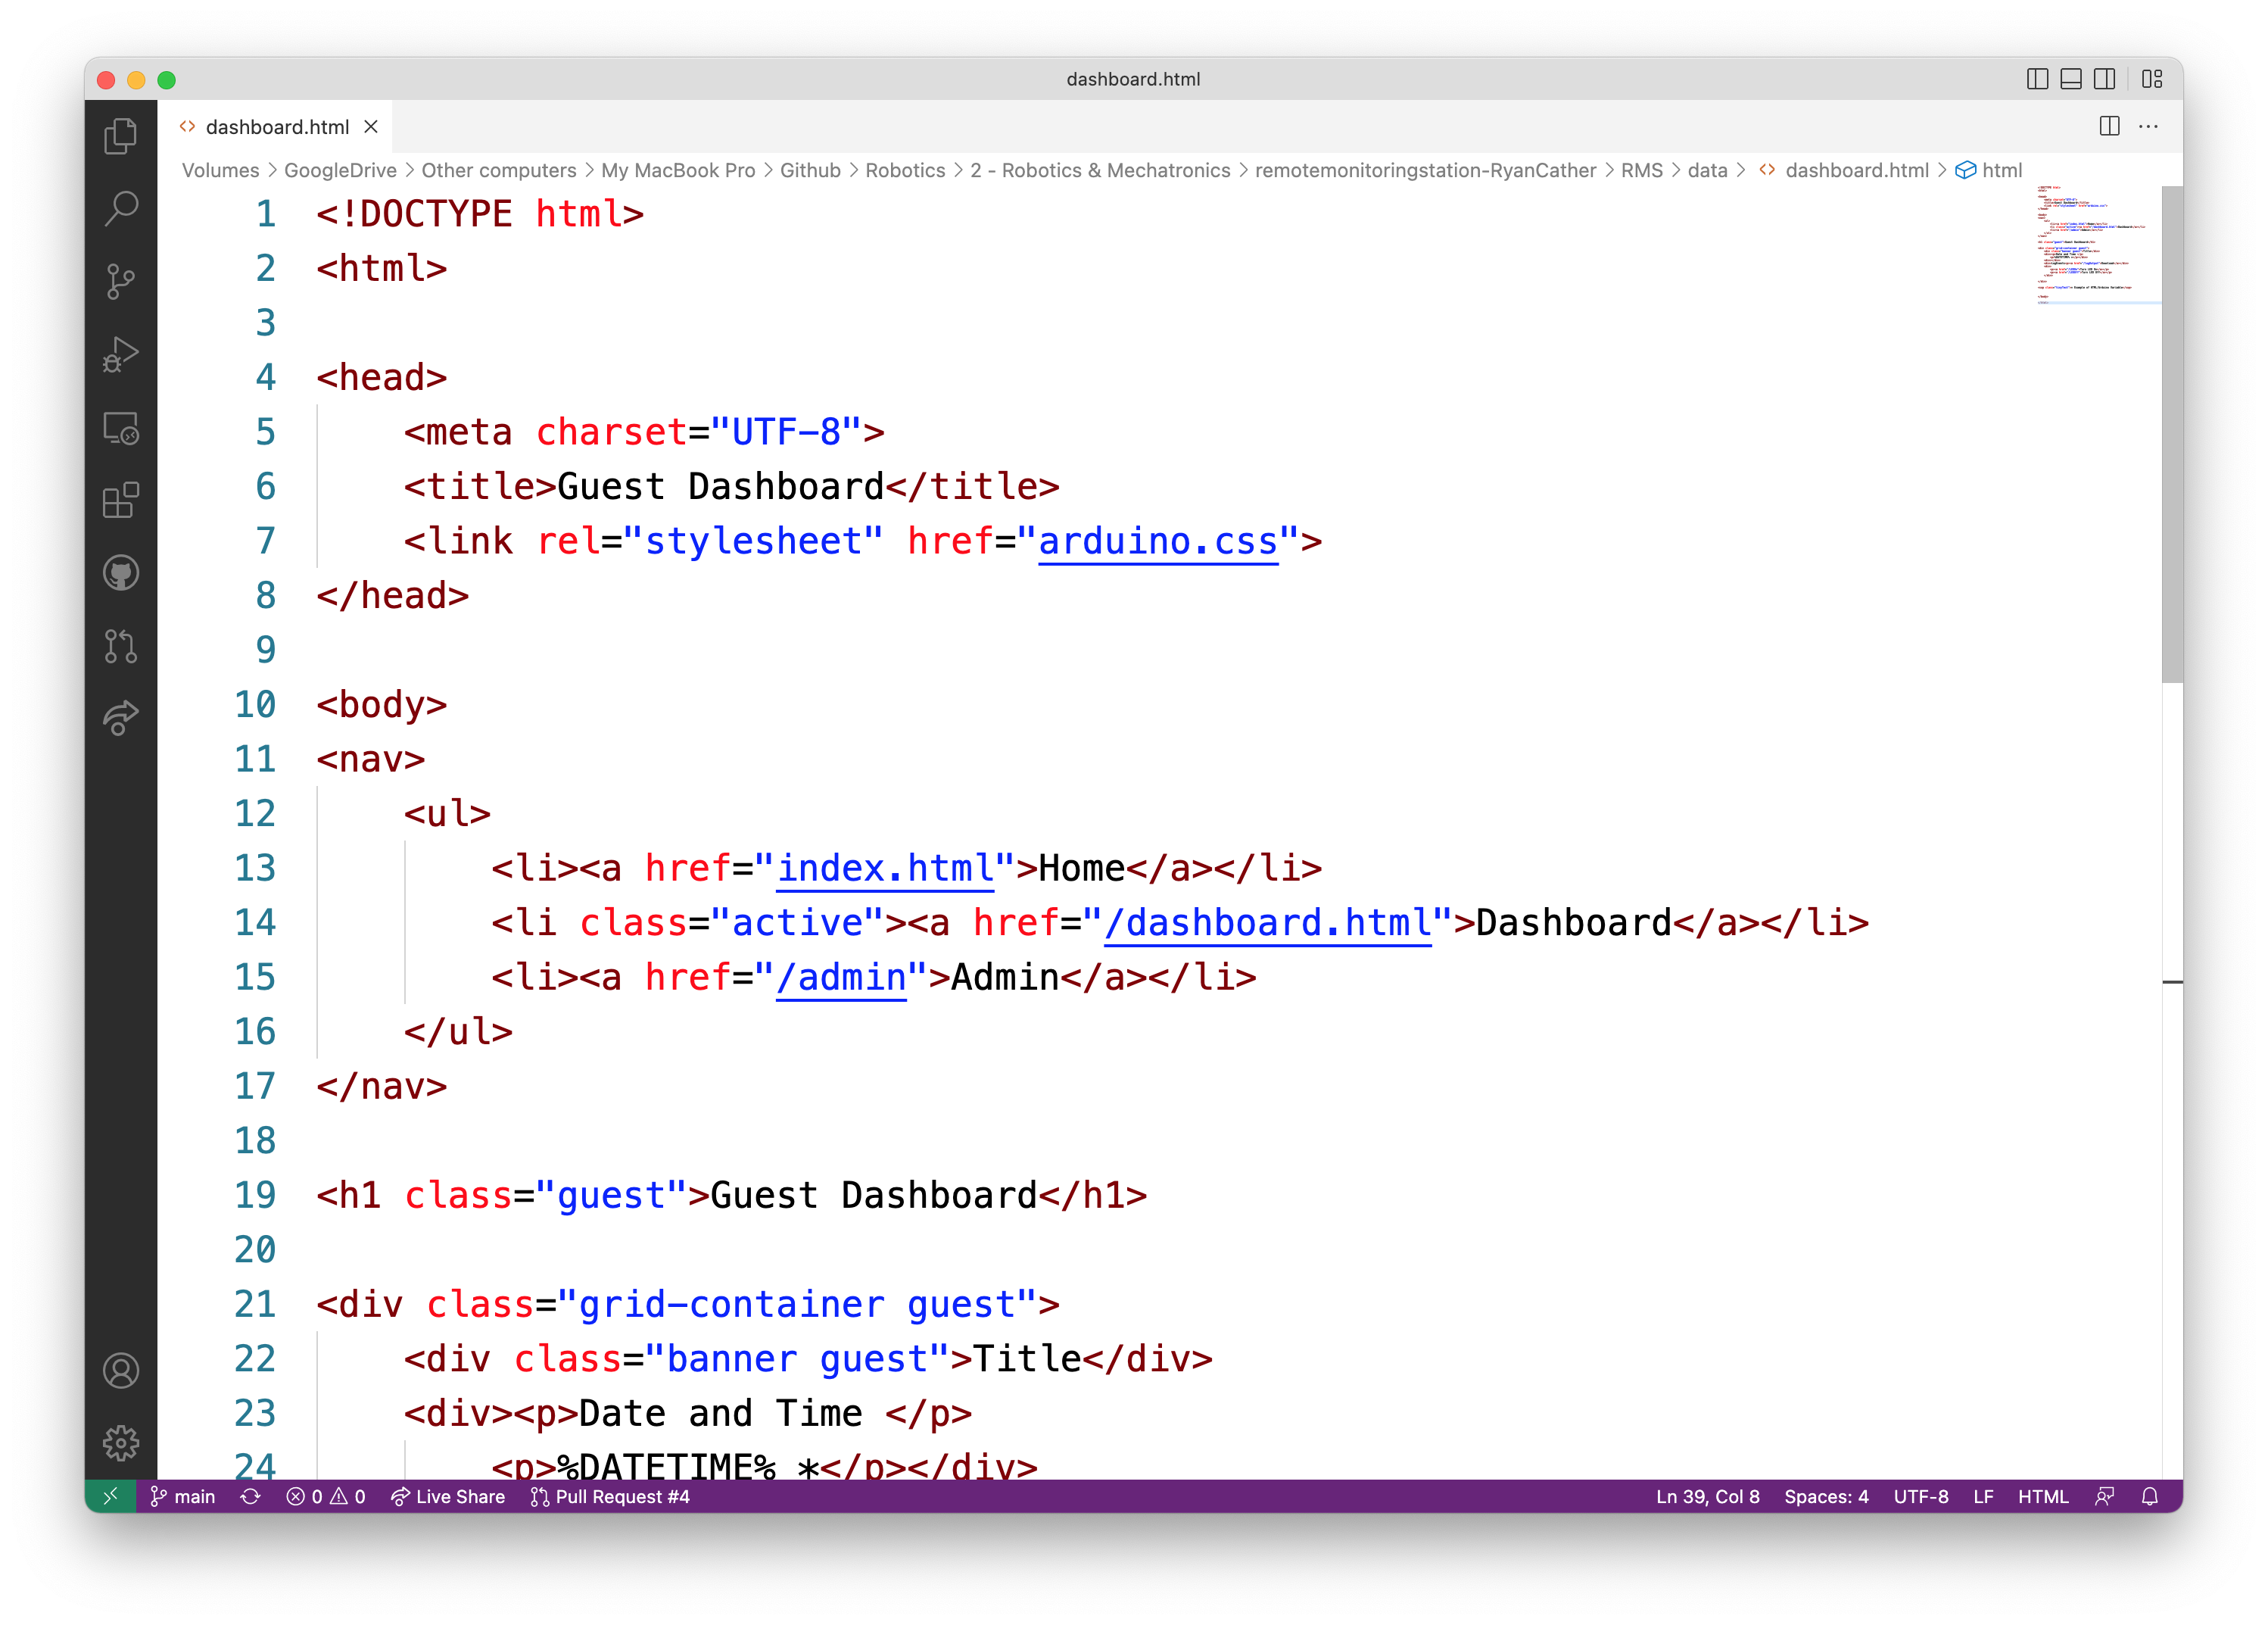 dashboard.html
dashboard.html
Volumes > GoogleDrive > Other computers > My MacBook Pro > Github > Robotics > 2 - Robotics & Mechatronics > remotemonitoringstation-RyanCather > RMS > data > dashboard.html > html
1 <!DOCTYPE html>
2 <html>
3
4 <head>
5     <meta charset="UTF-8">
6     <title>Guest Dashboard</title>
7     <link rel="stylesheet" href="arduino.css">
8 </head>
9
10 <body>
11 <nav>
12     <ul>
13         <li><a href="index.html">Home</a></li>
14         <li class="active"><a href="/dashboard.html">Dashboard</a></li>
15         <li><a href="/admin">Admin</a></li>
16     </ul>
17 </nav>
18
19 <h1 class="guest">Guest Dashboard</h1>
20
21 <div class="grid-container guest">
22     <div class="banner guest">Title</div>
23     <div><p>Date and Time </p>
24         <p>%DATETIME% *</p></div>
main 0 0 Live Share Pull Request #4 Ln 39, Col 8 Spaces: 4 UTF-8 LF HTML